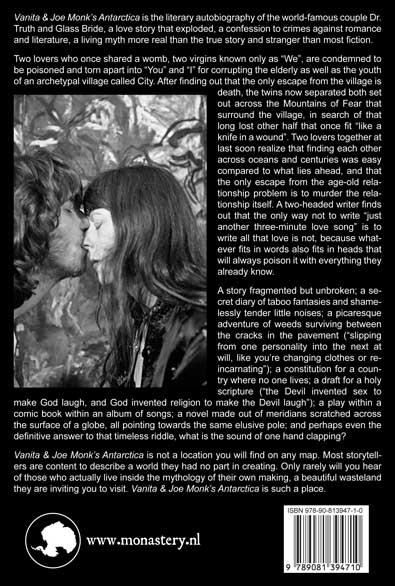 Vanita & Joe Monk's Antarctica is the literary autobiography of the world-famous couple Dr.
Truth and Glass Bride, a love story that exploded, a confession to crimes against romance
and literature, a living myth more real than the true story and stranger than most fiction.
Two lovers who once shared a womb, two virgins known only as “We”, are condemned to
be poisoned and torn apart into “You” and “I” for corrupting the elderly as well as the youth
of an archetypal village called City. After finding out that the only escape from the village is
death, the twins now separated both set
out across the Mountains of Fear that
surround the village, in search of that
long lost other half that once fit “like a
knife in a wound”. Two lovers together at
last soon realize that finding each other
across oceans and centuries was easy
compared to what lies ahead, and that
the only escape from the age-old rela-
tionship problem is to murder the rela-
tionship itself. A two-headed writer finds
out that the only way not to write “just
another three-minute love song” is to
write all that love is not, because what-
ever fits in words also fits in heads that
will always poison it with everything they
already know.
A story fragmented but unbroken; a se-
cret diary of taboo fantasies and shame-
lessly tender little noises; a picaresque
adventure of weeds surviving between
the cracks in the pavement (“slipping
from one personality into the next at
will, like you're changing clothes or re-
incarnating”); a constitution for a coun-
try where no one lives; a draft for a holy
scripture (“the Devil invented sex to
make God laugh, and God invented religion to make the Devil laugh”); a play within a
comic book within an album of songs; a novel made out of meridians scratched across
the surface of a globe, all pointing towards the same elusive pole; and perhaps even the
definitive answer to that timeless riddle, what is the sound of one hand clapping?
Vanita & Joe Monk's Antarctica is not a location you will find on any map. Most storytell-
ers are content to describe a world they had no part in creating. Only rarely will you hear
of those who actually live inside the mythology of their own making, a beautiful wasteland
they are inviting you to visit. Vanita & Joe Monk's Antarctica is such a place.
www.monastery.nl
ISBN 978-90-813947-1-0
9 789081 394710